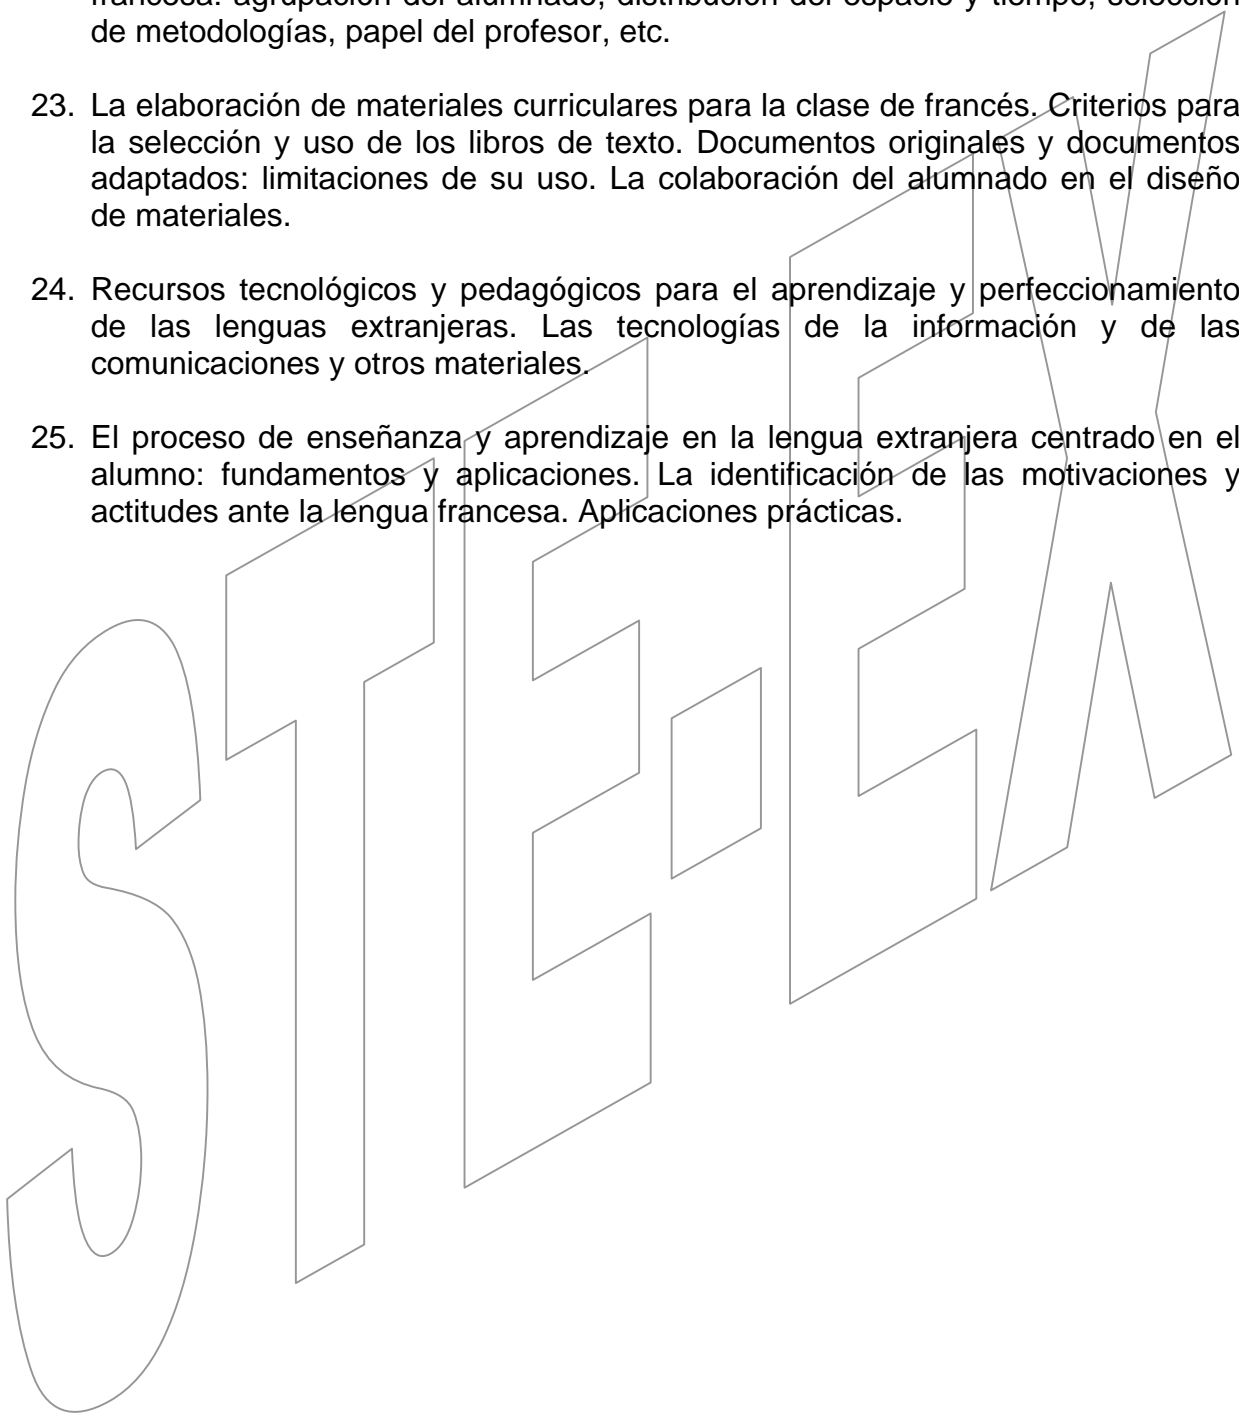 francesa: agrupación del alumnado, distribución del espacio y tiempo, selección
de metodologías, papel del profesor, etc.
23. La elaboración de materiales curriculares para la clase de francés. Criterios para
la selección y uso de los libros de texto. Documentos originales y documentos
adaptados: limitaciones de su uso. La colaboración del alumnado en el diseño
de materiales.
24. Recursos tecnológicos y pedagógicos para el aprendizaje y perfeccionamiento
de las lenguas extranjeras. Las tecnologías de la información y de las
comunicaciones y otros materiales.
25. El proceso de enseñanza y aprendizaje en la lengua extranjera centrado en el
alumno: fundamentos y aplicaciones. La identificación de las motivaciones y
actitudes ante la lengua francesa. Aplicaciones prácticas.
STE-EX